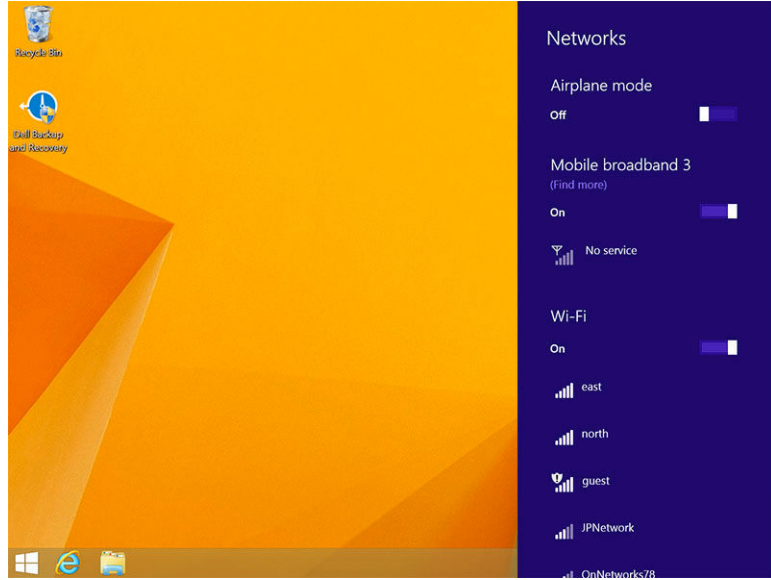 Recycle Bin
Dell Backup
and Recovery
Networks
Airplane mode
Off
Mobile broadband 3
(Find more)
On
No service
Wi-Fi
On
east
north
guest
JPNetwork
OnNetworks78